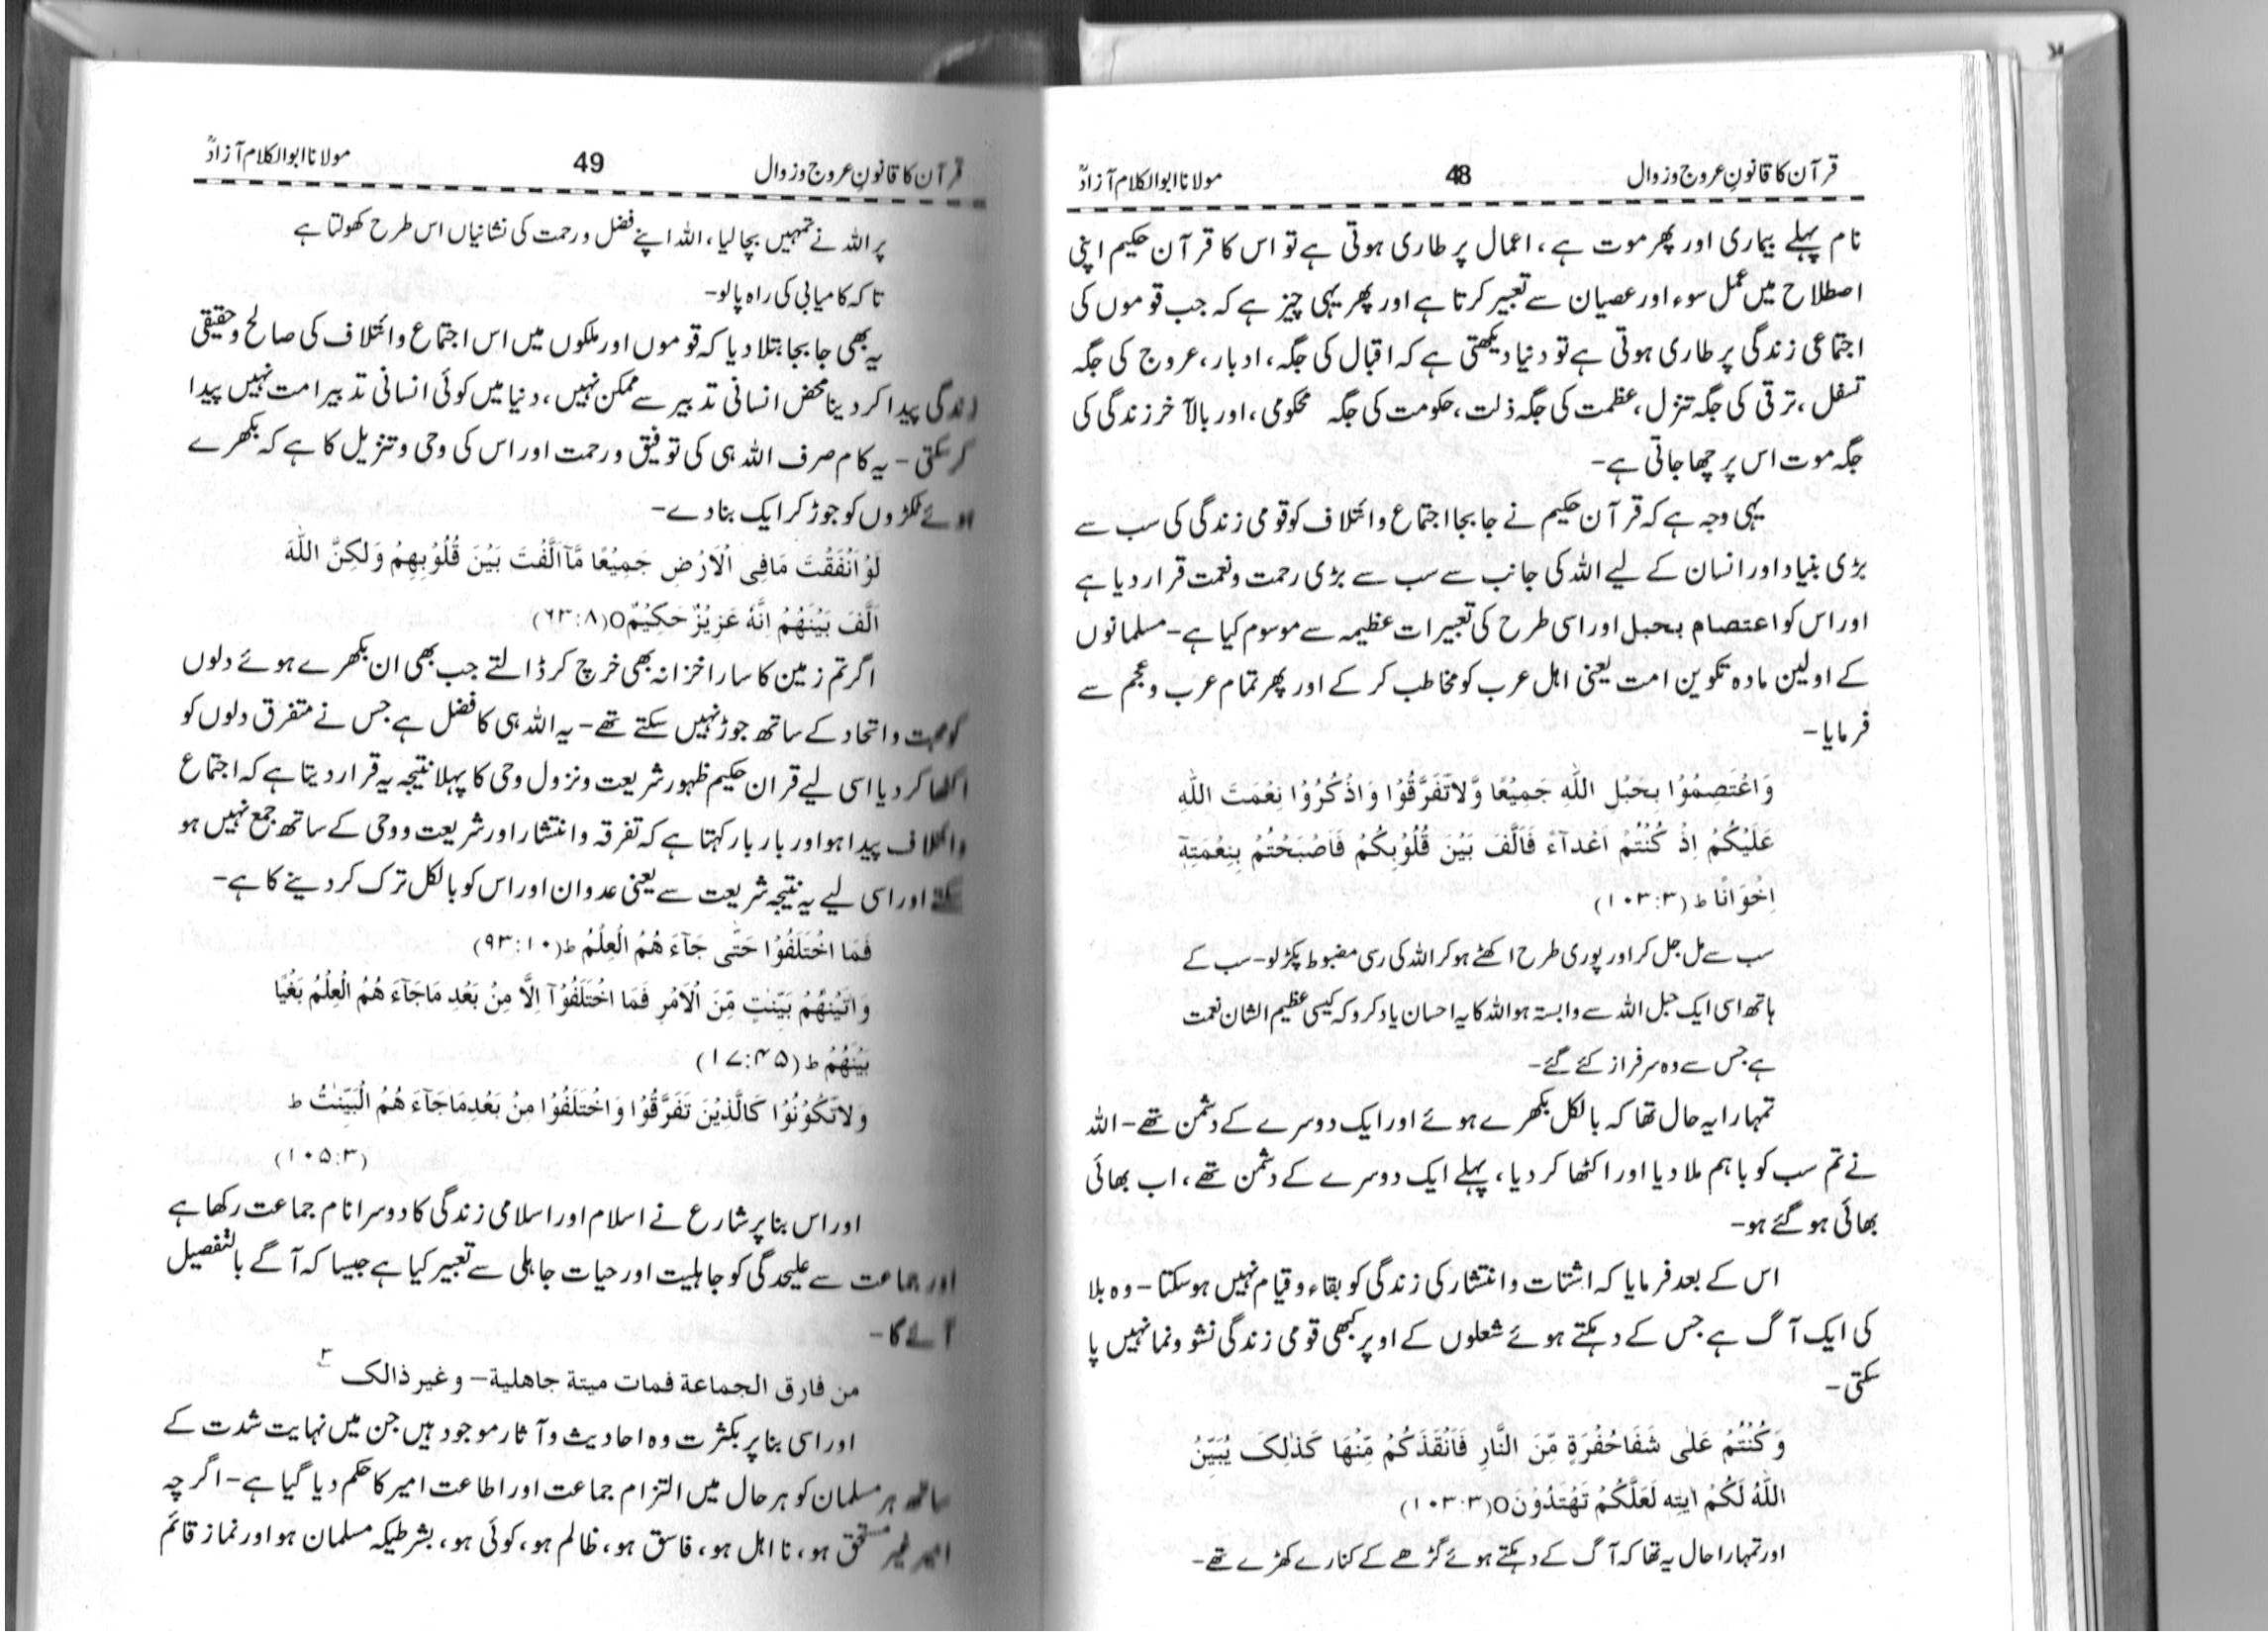 قرآن کا قانونِ عروج و زوال 48 مولانا ابوالکلام آزادؒ
نام پہلے بیماری اور پھر موت ہے، اعمال پر طاری ہوتی ہے تو اس کا قرآن حکیم اپنی
اصطلاح میں عمل سوء اور عصیان سے تعبیر کرتا ہے اور پھر یہی چیز ہے کہ جب قوموں کی
اجتماعی زندگی پر طاری ہوتی ہے تو دنیا دیکھتی ہے کہ اقبال کی جگہ، ادبار، عروج کی جگہ
تسفل، ترقی کی جگہ تنزل، عظمت کی جگہ ذلت، حکومت کی جگہ محکومی، اور بالآخر زندگی کی
جگہ موت اس پر چھا جاتی ہے-
یہی وجہ ہے کہ قرآن حکیم نے جابجا اجتماع و ائتلاف کو قومی زندگی کی سب سے
بڑی بنیاد اور انسان کے لیے اللہ کی جانب سے سب سے بڑی رحمت و نعمت قرار دیا ہے
اور اس کو اعتصام بحبل اور اسی طرح کی تعبیرات عظیمہ سے موسوم کیا ہے- مسلمانوں
کے اولین مادہ تکوین امت یعنی اہل عرب کو مخاطب کر کے اور پھر تمام عرب و عجم سے
فرمایا-
وَاعْتَصِمُوْا بِحَبْلِ اللّٰهِ جَمِيْعًا وَّلَاتَفَرَّقُوْا وَاذْكُرُوْا نِعْمَتَ اللّٰهِ
عَلَيْكُمْ اِذْ كُنْتُمْ اَعْدَآءً فَاَلَّفَ بَيْنَ قُلُوْبِكُمْ فَاَصْبَحْتُمْ بِنِعْمَتِهٖٓ
اِخْوَانًا ط (۱۰۳:۳)
سب سے مل جل کر اور پوری طرح اکٹھے ہو کر اللہ کی رسی مضبوط پکڑ لو- سب کے
ہاتھ اسی ایک حبل اللہ سے وابستہ ہو اللہ کا یہ احسان یاد کرو کہ کیسی عظیم الشان نعمت
ہے جس سے وہ سرفراز کئے گئے-
تمہارا یہ حال تھا کہ بالکل بکھرے ہوئے اور ایک دوسرے کے دشمن تھے- اللہ
نے تم سب کو باہم ملا دیا اور اکٹھا کر دیا، پہلے ایک دوسرے کے دشمن تھے، اب بھائی
بھائی ہو گئے ہو-
اس کے بعد فرمایا کہ اشتات و انتشار کی زندگی کو بقاء و قیام نہیں ہو سکتا- وہ بلا
کی ایک آگ ہے جس کے دہکتے ہوئے شعلوں کے اوپر کبھی قومی زندگی نشو و نما نہیں پا
سکتی-
وَكُنْتُمْ عَلٰى شَفَاحُفْرَةٍ مِّنَ النَّارِ فَاَنْقَذَكُمْ مِّنْهَا كَذٰلِكَ يُبَيِّنُ
اللّٰهُ لَكُمْ اٰيٰتِه لَعَلَّكُمْ تَهْتَدُوْنَO(۱۰۳:۳)
اور تمہارا حال یہ تھا کہ آگ کے دہکتے ہوئے گڑھے کے کنارے کھڑے تھے-
قرآن کا قانونِ عروج و زوال 49 مولانا ابوالکلام آزادؒ
پر اللہ نے تمہیں بچا لیا، اللہ اپنے فضل و رحمت کی نشانیاں اس طرح کھولتا ہے
تاکہ کامیابی کی راہ پا لو-
یہ بھی جابجا بتلا دیا کہ قوموں اور ملکوں میں اس اجتماع و ائتلاف کی صالح و حقیقی
زندگی پیدا کر دینا محض انسانی تدبیر سے ممکن نہیں، دنیا میں کوئی انسانی تدبیر امت نہیں پیدا
کر سکتی- یہ کام صرف اللہ ہی کی توفیق و رحمت اور اس کی وحی و تنزیل کا ہے کہ بکھرے
ہوئے ٹکڑوں کو جوڑ کر ایک بنا دے-
لَوْاَنْفَقْتَ مَافِى الْاَرْضِ جَمِيْعًا مَّآاَلَّفْتَ بَيْنَ قُلُوْبِهِمْ وَلٰكِنَّ اللّٰهَ
اَلَّفَ بَيْنَهُمْ اِنَّهٗ عَزِيْزٌ حَكِيْمٌO(۶۳:۸)
اگر تم زمین کا سارا خزانہ بھی خرچ کر ڈالتے جب بھی ان بکھرے ہوئے دلوں
کو محبت و اتحاد کے ساتھ جوڑ نہیں سکتے تھے- یہ اللہ ہی کا فضل ہے جس نے متفرق دلوں کو
اکٹھا کر دیا اسی لیے قران حکیم ظہور شریعت و نزول وحی کا پہلا نتیجہ یہ قرار دیتا ہے کہ اجتماع
وائتلاف پیدا ہو اور بار بار کہتا ہے کہ تفرقہ و انتشار اور شریعت و وحی کے ساتھ جمع نہیں ہو
سکتے اور اسی لیے یہ نتیجہ شریعت سے یعنی عدوان اور اس کو بالکل ترک کر دینے کا ہے-
فَمَا اخْتَلَفُوْا حَتّٰى جَآءَ هُمُ الْعِلْمُ ط (۹۳:۱۰)
وَاٰتَيْنٰهُمْ بَيِّنٰتٍ مِّنَ الْاَمْرِ فَمَا اخْتَلَفُوْآ اِلَّا مِنْ بَعْدِ مَاجَآءَ هُمُ الْعِلْمُ بَغْيًا
بَيْنَهُمْ ط (۱۷:۴۵)
وَلَاتَكُوْنُوْا كَالَّذِيْنَ تَفَرَّقُوْا وَاخْتَلَفُوْا مِنْ بَعْدِمَاجَآءَ هُمُ الْبَيِّنٰتُ ط
(۱۰۵:۳)
اور اس بنا پر شارع نے اسلام اور اسلامی زندگی کا دوسرا نام جماعت رکھا ہے
اور جماعت سے علیحدگی کو جاہلیت اور حیات جاہلی سے تعبیر کیا ہے جیسا کہ آگے بالتفصیل
آئے گا-
من فارق الجماعة فمات ميتة جاهلية- وغير ذالک ۲
اور اسی بنا پر بکثرت وہ احادیث و آثار موجود ہیں جن میں نہایت شدت کے
ساتھ ہر مسلمان کو ہر حال میں التزام جماعت اور اطاعت امیر کا حکم دیا گیا ہے- اگرچہ
امیر غیر مستحق ہو، نا اہل ہو، فاسق ہو، ظالم ہو، کوئی ہو، بشرطیکہ مسلمان ہو اور نماز قائم